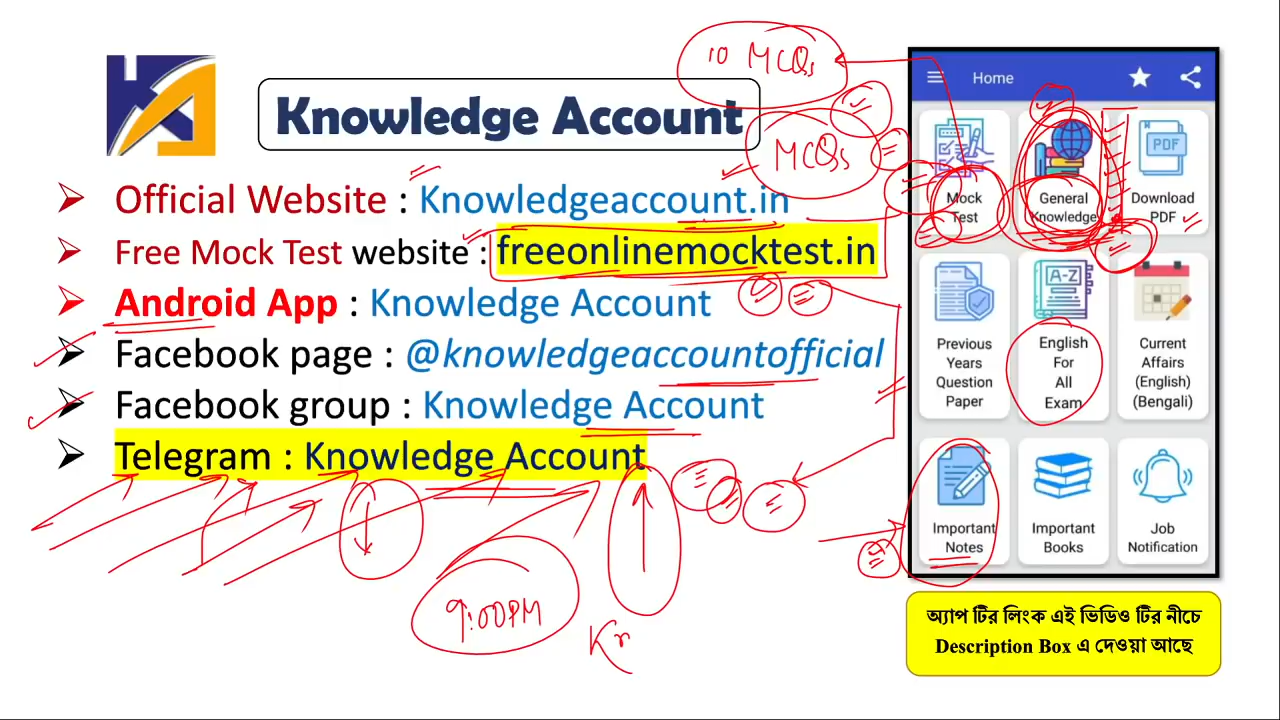 Knowledge Account
Official Website : Knowledgeaccount.in
Free Mock Test website : freeonlinemocktest.in
Android App : Knowledge Account
Facebook page : @knowledgeaccountofficial
Facebook group : Knowledge Account
Telegram : Knowledge Account
10 MCQs
MCQs
9:00PM
Kr
Home
Mock
Test
General
Knowledge
Download
PDF
PDF
Previous
Years
Question
Paper
A-Z
English
For
All
Exam
Current
Affairs
(English)
(Bengali)
Important
Notes
Important
Books
Job
Notification
অ্যাপ টির লিংক এই ভিডিও টির নীচে
Description Box এ দেওয়া আছে